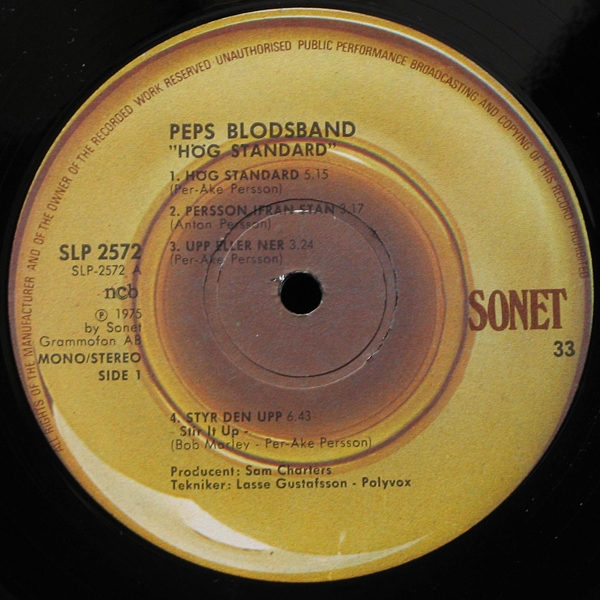 ALL RIGHTS OF THE MANUFACTURER AND OF THE OWNER OF THE RECORDED WORK RESERVED · UNAUTHORISED PUBLIC PERFORMANCE BROADCASTING AND COPYING OF THIS RECORD PROHIBITED
PEPS BLODSBAND
"HÖG STANDARD"
1. HÖG STANDARD 5.15
(Per-Åke Persson)
2. PERSSON IFRÅN STAN 3.17
(Anton Persson)
3. UPP ELLER NER 3.24
(Per-Åke Persson)
SLP 2572
SLP-2572 A
ncb
℗ 1975
by Sonet
Grammofon AB
MONO/STEREO
SIDE 1
SONET
33
4. STYR DEN UPP 6.43
- Stir It Up -
(Bob Marley - Per-Åke Persson)
Producent: Sam Charters
Tekniker: Lasse Gustafsson - Polyvox